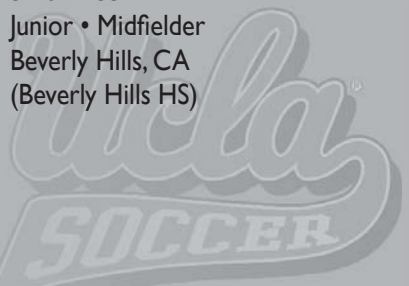 Junior • Midfielder
Beverly Hills, CA
(Beverly Hills HS)
Ucla
SOCCER